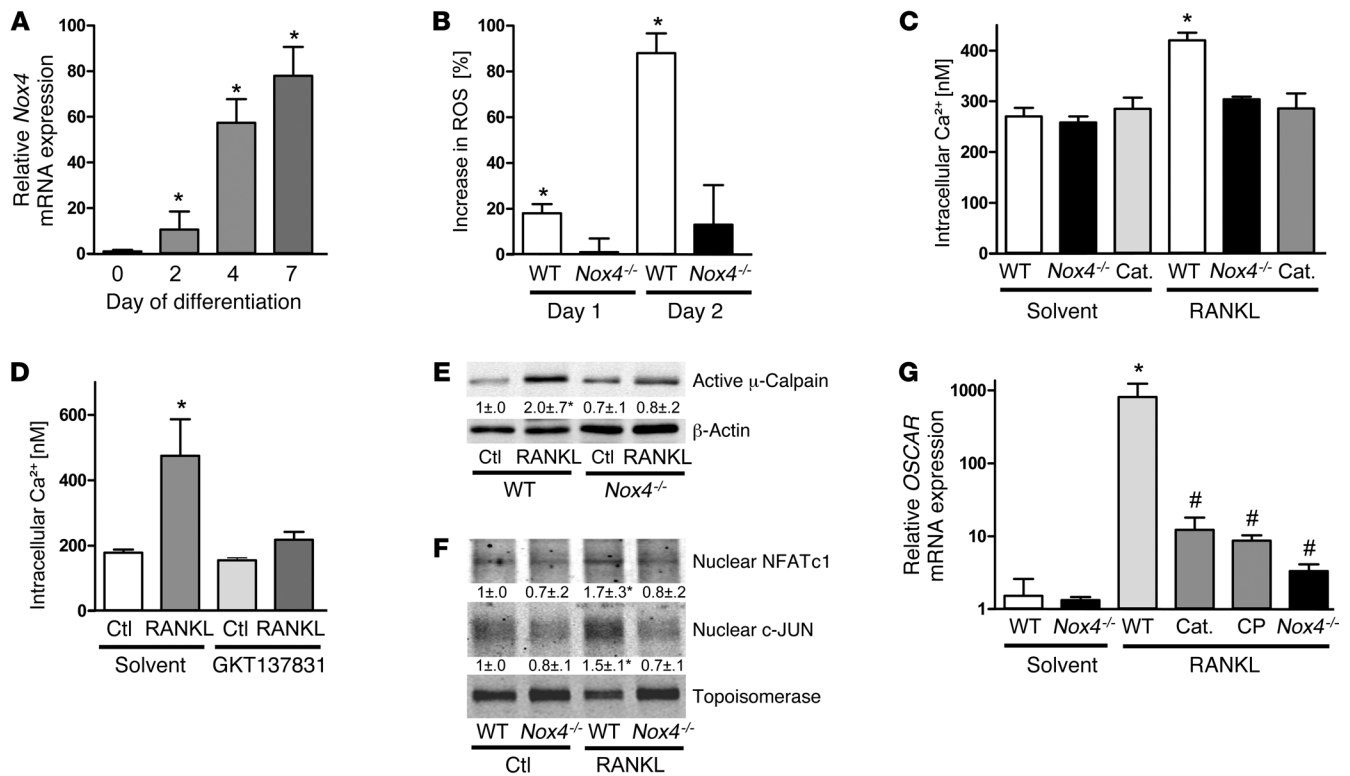 A
Relative Nox4
mRNA expression
100
80
60
40
20
0
*
*
*
0 2 4 7
Day of differentiation
B
Increase in ROS [%]
100
80
60
40
20
0
*
*
WT Nox4-/- WT Nox4-/-
Day 1 Day 2
C
Intracellular Ca²⁺ [nM]
400
300
200
100
0
*
WT Nox4-/- Cat. WT Nox4-/- Cat.
Solvent RANKL
D
Intracellular Ca²⁺ [nM]
600
400
200
0
*
Ctl RANKL Ctl RANKL
Solvent GKT137831
E
Active μ-Calpain
1±.0 2.0±.7* 0.7±.1 0.8±.2
β-Actin
Ctl RANKL Ctl RANKL
WT Nox4-/-
F
Nuclear NFATc1
1±.0 0.7±.2 1.7±.3* 0.8±.2
Nuclear c-JUN
1±.0 0.8±.1 1.5±.1* 0.7±.1
Topoisomerase
WT Nox4-/- WT Nox4-/-
Ctl RANKL
G
Relative OSCAR
mRNA expression
1000
100
10
1
*
# # #
WT Nox4-/- WT Cat. CP Nox4-/-
Solvent RANKL